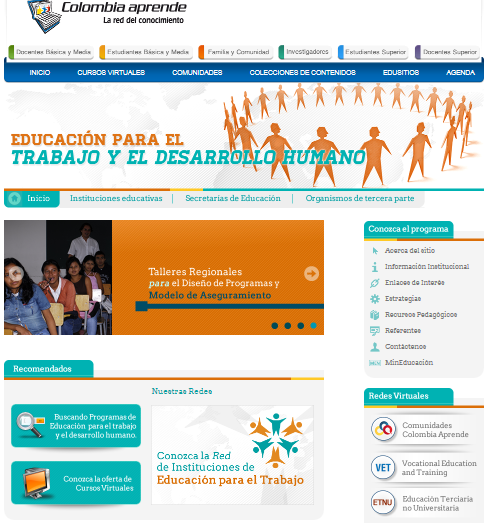 Colombia aprende
La red del conocimiento
Docentes Básica y Media
Estudiantes Básica y Media
Familia y Comunidad
Investigadores
Estudiantes Superior
Docentes Superior
INICIO
CURSOS VIRTUALES
COMUNIDADES
COLECCIONES DE CONTENIDOS
EDUSITIOS
AGENDA
EDUCACIÓN PARA EL
TRABAJO Y EL DESARROLLO HUMANO
Inicio
Instituciones educativas
Secretarías de Educación
Organismos de tercera parte
Talleres Regionales
para el Diseño de Programas y
Modelo de Aseguramiento
Conozca el programa
Acerca del sitio
Información Institucional
Enlaces de Interés
Estrategias
Recursos Pedagógicos
Referentes
Contáctenos
MinEducación
Recomendados
Nuestras Redes
Buscando Programas de
Educación para el trabajo
y el desarrollo humano.
Conozca la oferta de
Cursos Virtuales
Conozca la Red
de Instituciones de
Educación para el Trabajo
Redes Virtuales
Comunidades
Colombia Aprende
VET
Vocational Education
and Training
ETNU
Educación Terciaria
no Universitaria